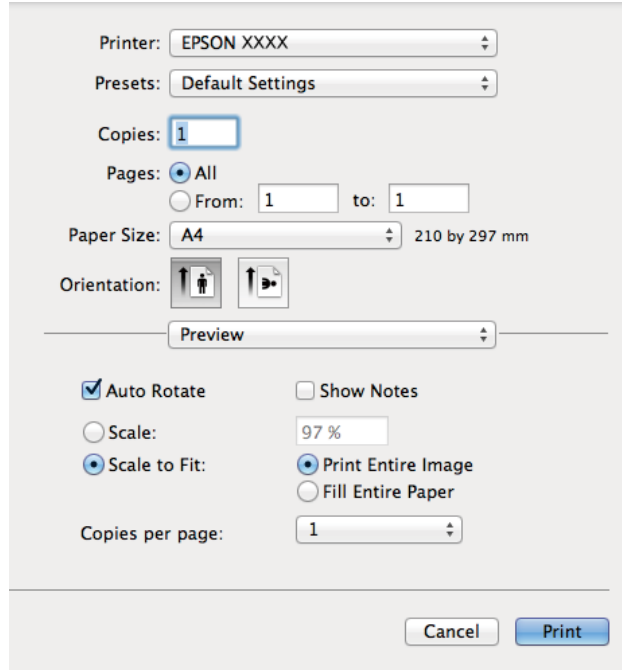 Printer: EPSON XXXX
Presets: Default Settings
Copies: 1
Pages: All
From: 1 to: 1
Paper Size: A4 210 by 297 mm
Orientation:
Preview
Auto Rotate Show Notes
Scale: 97 %
Scale to Fit: Print Entire Image
Fill Entire Paper
Copies per page: 1
Cancel Print